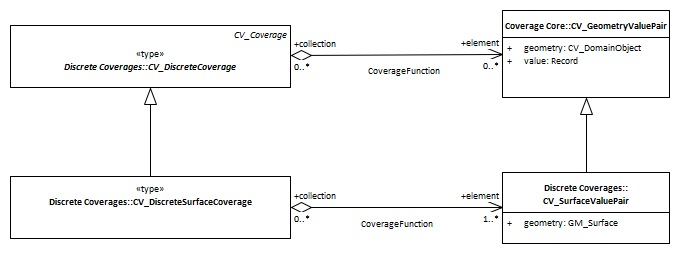 CV_Coverage
«type»
Discrete Coverages::CV_DiscreteCoverage
+collection
0..*
CoverageFunction
+element
0..*
Coverage Core::CV_GeometryValuePair
+ geometry: CV_DomainObject
+ value: Record
«type»
Discrete Coverages::CV_DiscreteSurfaceCoverage
+collection
0..*
CoverageFunction
+element
1..*
Discrete Coverages::
CV_SurfaceValuePair
+ geometry: GM_Surface